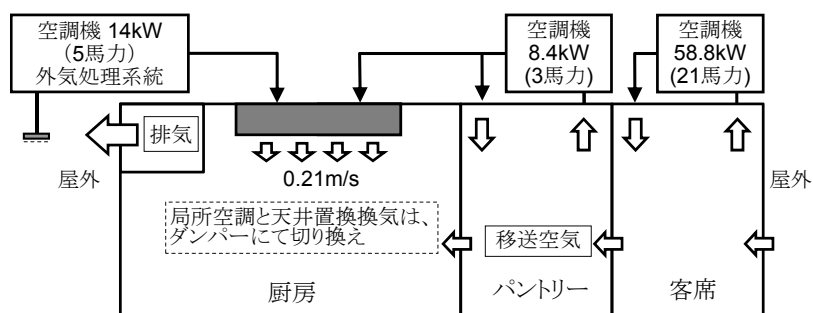 空調機 14kW
(5馬力)
外気処理系統
空調機
8.4kW
(3馬力)
空調機
58.8kW
(21馬力)
排気
屋外
0.21m/s
屋外
局所空調と天井置換換気は、
ダンパーにて切り換え
移送空気
厨房
パントリー
客席